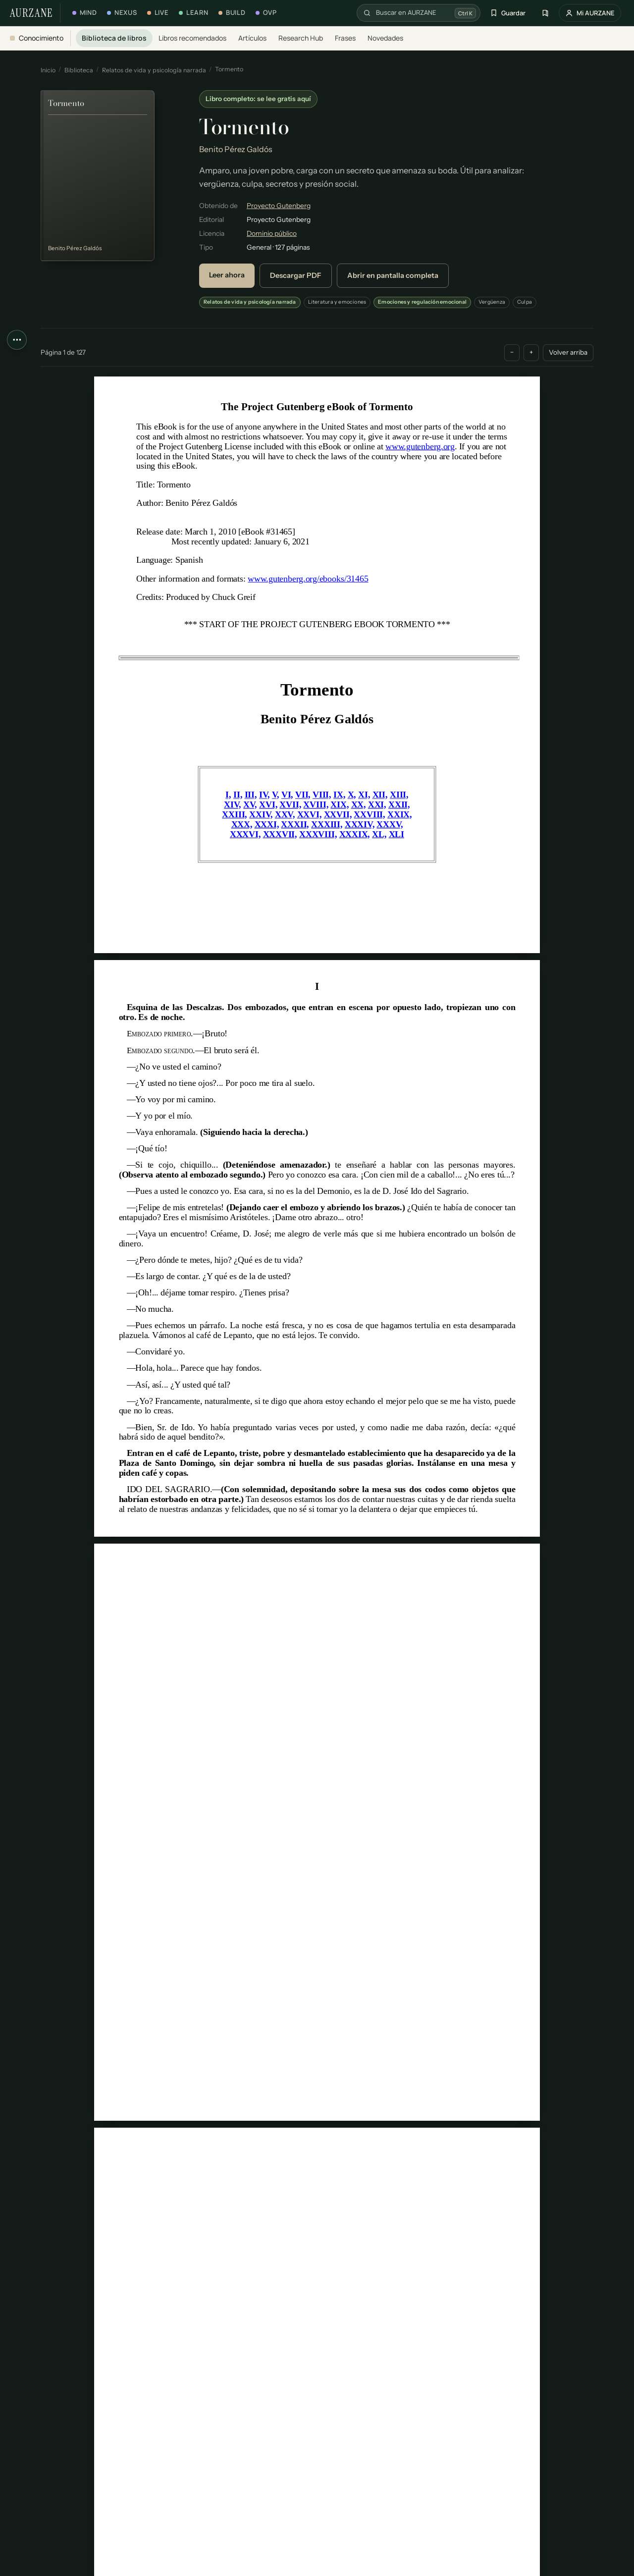 AURZANE
MIND
NEXUS
LIVE
LEARN
BUILD
OVP
Buscar en AURZANE
Ctrl K
Guardar
Mi AURZANE
Conocimiento
Biblioteca de libros
Libros recomendados
Artículos
Research Hub
Frases
Novedades
Inicio / Biblioteca / Relatos de vida y psicología narrada / Tormento
Tormento
Benito Pérez Galdós
Libro completo: se lee gratis aquí
Tormento
Benito Pérez Galdós
Amparo, una joven pobre, carga con un secreto que amenaza su boda. Útil para analizar:
vergüenza, culpa, secretos y presión social.
Obtenido de Proyecto Gutenberg
Editorial Proyecto Gutenberg
Licencia Dominio público
Tipo General · 127 páginas
Leer ahora
Descargar PDF
Abrir en pantalla completa
Relatos de vida y psicología narrada
Literatura y emociones
Emociones y regulación emocional
Vergüenza
Culpa
Página 1 de 127
−
+
Volver arriba
The Project Gutenberg eBook of Tormento
This eBook is for the use of anyone anywhere in the United States and most other parts of the world at no
cost and with almost no restrictions whatsoever. You may copy it, give it away or re-use it under the terms
of the Project Gutenberg License included with this eBook or online at www.gutenberg.org. If you are not
located in the United States, you will have to check the laws of the country where you are located before
using this eBook.
Title: Tormento
Author: Benito Pérez Galdós
Release date: March 1, 2010 [eBook #31465]
Most recently updated: January 6, 2021
Language: Spanish
Other information and formats: www.gutenberg.org/ebooks/31465
Credits: Produced by Chuck Greif
*** START OF THE PROJECT GUTENBERG EBOOK TORMENTO ***
Tormento
Benito Pérez Galdós
I, II, III, IV, V, VI, VII, VIII, IX, X, XI, XII, XIII,
XIV, XV, XVI, XVII, XVIII, XIX, XX, XXI, XXII,
XXIII, XXIV, XXV, XXVI, XXVII, XXVIII, XXIX,
XXX, XXXI, XXXII, XXXIII, XXXIV, XXXV,
XXXVI, XXXVII, XXXVIII, XXXIX, XL, XLI
I
Esquina de las Descalzas. Dos embozados, que entran en escena por opuesto lado, tropiezan uno con
otro. Es de noche.
Embozado primero.—¡Bruto!
Embozado segundo.—El bruto será él.
—¿No ve usted el camino?
—¿Y usted no tiene ojos?... Por poco me tira al suelo.
—Yo voy por mi camino.
—Y yo por el mío.
—Vaya enhoramala. (Siguiendo hacia la derecha.)
—¡Qué tío!
—Si te cojo, chiquillo... (Deteniéndose amenazador.) te enseñaré a hablar con las personas mayores.
(Observa atento al embozado segundo.) Pero yo conozco esa cara. ¡Con cien mil de a caballo!... ¿No eres tú...?
—Pues a usted le conozco yo. Esa cara, si no es la del Demonio, es la de D. José Ido del Sagrario.
—¡Felipe de mis entretelas! (Dejando caer el embozo y abriendo los brazos.) ¿Quién te había de conocer tan
entapujado? Eres el mismísimo Aristóteles. ¡Dame otro abrazo... otro!
—¡Vaya un encuentro! Créame, D. José; me alegro de verle más que si me hubiera encontrado un bolsón de
dinero.
—¿Pero dónde te metes, hijo? ¿Qué es de tu vida?
—Es largo de contar. ¿Y qué es de la de usted?
—¡Oh!... déjame tomar respiro. ¿Tienes prisa?
—No mucha.
—Pues echemos un párrafo. La noche está fresca, y no es cosa de que hagamos tertulia en esta desamparada
plazuela. Vámonos al café de Lepanto, que no está lejos. Te convido.
—Convidaré yo.
—Hola, hola... Parece que hay fondos.
—Así, así... ¿Y usted qué tal?
—¿Yo? Francamente, naturalmente, si te digo que ahora estoy echando el mejor pelo que se me ha visto, puede
que no lo creas.
—Bien, Sr. de Ido. Yo había preguntado varias veces por usted, y como nadie me daba razón, decía: «¿qué
habrá sido de aquel bendito?».
Entran en el café de Lepanto, triste, pobre y desmantelado establecimiento que ha desaparecido ya de la
Plaza de Santo Domingo, sin dejar sombra ni huella de sus pasadas glorias. Instálanse en una mesa y
piden café y copas.
IDO DEL SAGRARIO.—(Con solemnidad, depositando sobre la mesa sus dos codos como objetos que
habrían estorbado en otra parte.) Tan deseosos estamos los dos de contar nuestras cuitas y de dar rienda suelta
al relato de nuestras andanzas y felicidades, que no sé si tomar yo la delantera o dejar que empieces tú.